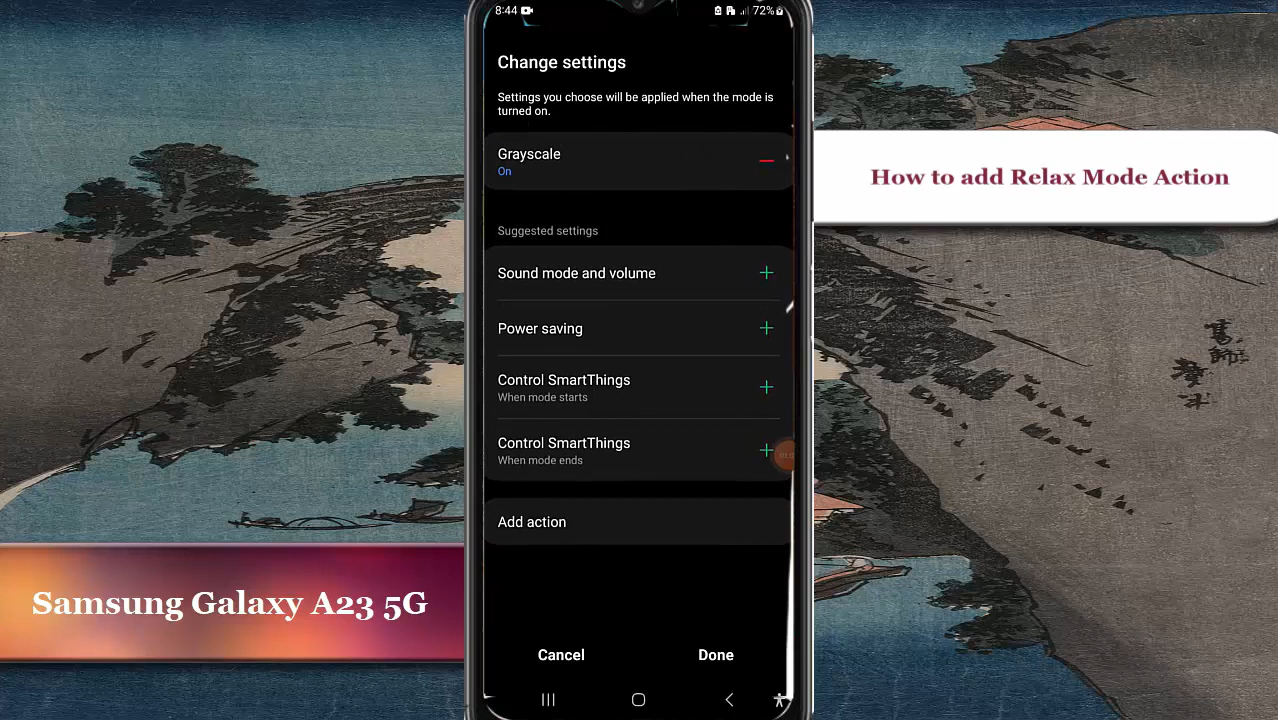 8:44
72%
Change settings
Settings you choose will be applied when the mode is
turned on.
Grayscale
On
Suggested settings
Sound mode and volume
Power saving
Control SmartThings
When mode starts
Control SmartThings
When mode ends
Add action
Cancel
Done
How to add Relax Mode Action
Samsung Galaxy A23 5G